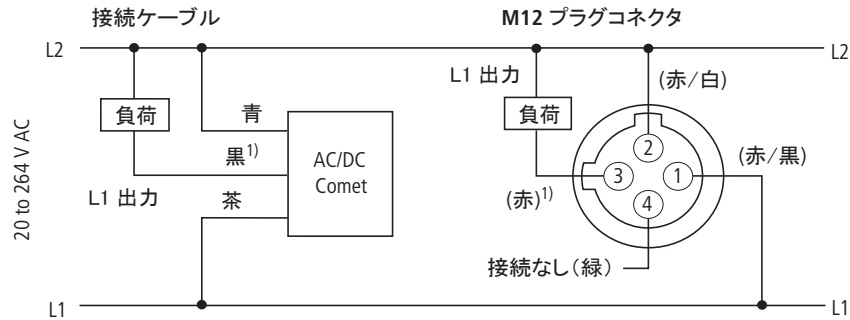 接続ケーブル
M12 プラグコネクタ
L2
L2
L1 出力
(赤/白)
負荷
青
黒1)
AC/DC
Comet
L1 出力
茶
20 to 264 V AC
負荷
(赤/黒)
2
3
1
4
(赤)1)
接続なし(緑)
L1
L1